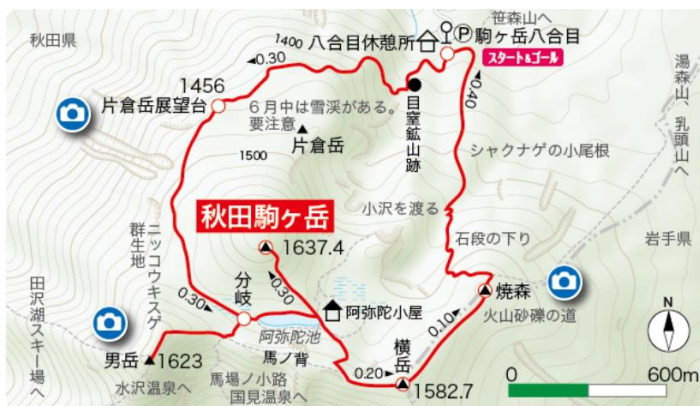 笹森山へ
秋田県
1400
八合目休憩所
P
駒ヶ岳八合目
スタート&ゴール
0.30
1456
片倉岳展望台
6月中は雪渓がある。
要注意
片倉岳
1500
目窒鉱山跡
0.40
湯森山、乳頭山へ
シャクナゲの小尾根
小沢を渡る
石段の下り
岩手県
秋田駒ヶ岳
1637.4
ニッコウキスゲ
群生地
0.30
分岐
0.30
阿弥陀小屋
阿弥陀池
馬ノ背
焼森
火山砂礫の道
0.10
横岳
0.20
1582.7
田沢湖スキー場へ
男岳
1623
水沢温泉へ
馬場ノ小路
国見温泉へ
N
0
600m